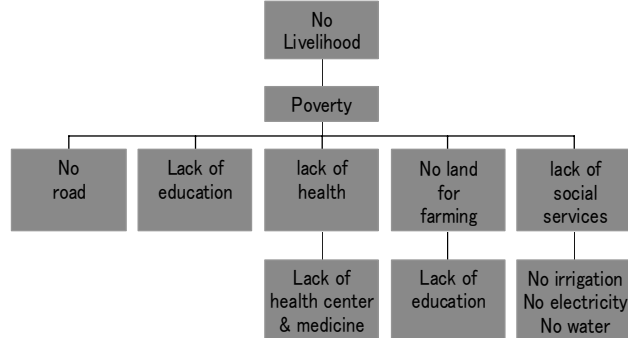 No
Livelihood
Poverty
No
road
Lack of
education
lack of
health
No land
for
farming
lack of
social
services
Lack of
health center
& medicine
Lack of
education
No irrigation
No electricity
No water